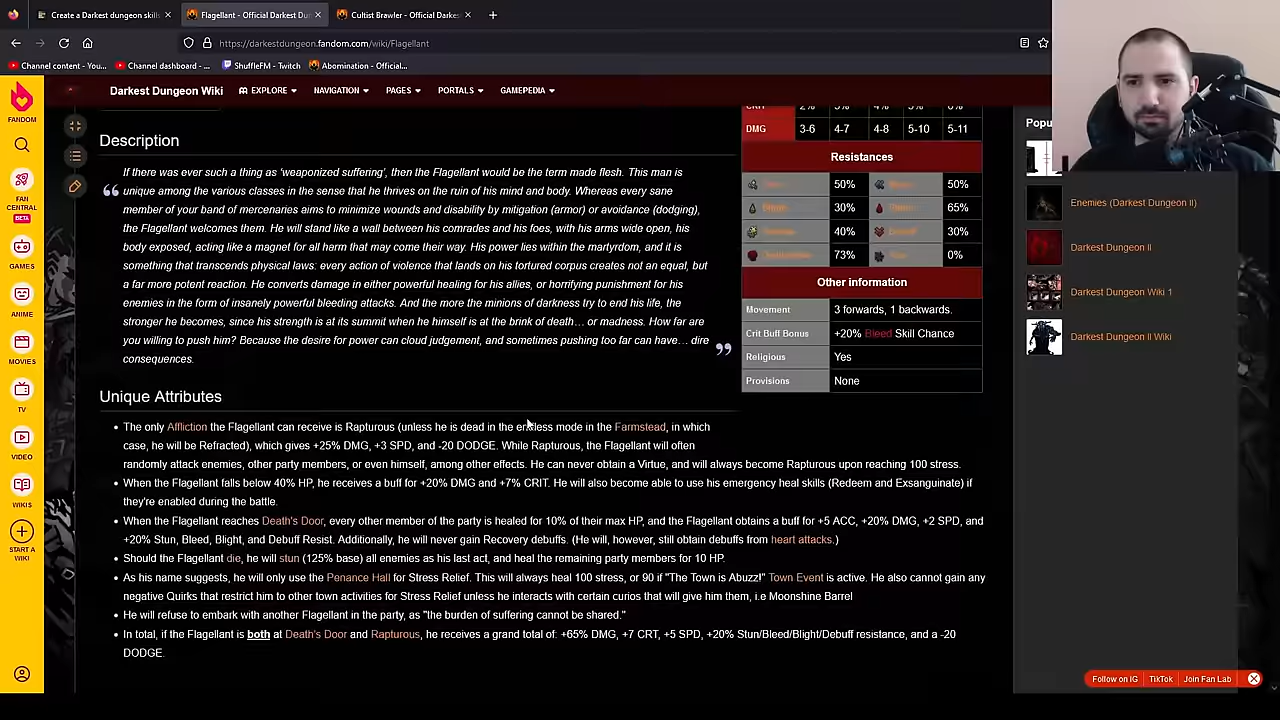 Create a Darkest dungeon skill
Flagellant - Official Darkest Du
Cultist Brawler - Official Darkes
https://darkestdungeon.fandom.com/wiki/Flagellant
Channel content - You...
Channel dashboard - ...
ShuffleFM - Twitch
Abomination - Official...
Darkest Dungeon Wiki
EXPLORE
NAVIGATION
PAGES
PORTALS
GAMEPEDIA
FANDOM
FAN CENTRAL
BETA
GAMES
ANIME
MOVIES
TV
VIDEO
WIKIS
START A WIKI
Description
If there was ever such a thing as 'weaponized suffering', then the Flagellant would be the term made flesh. This man is
unique among the various classes in the sense that he thrives on the ruin of his mind and body. Whereas every sane
member of your band of mercenaries aims to minimize wounds and disability by mitigation (armor) or avoidance (dodging),
the Flagellant welcomes them. He will stand like a wall between his comrades and his foes, with his arms wide open, his
body exposed, acting like a magnet for all harm that may come their way. His power lies within the martyrdom, and it is
something that transcends physical laws: every action of violence that lands on his tortured corpus creates not an equal, but
a far more potent reaction. He converts damage in either powerful healing for his allies, or horrifying punishment for his
enemies in the form of insanely powerful bleeding attacks. And the more the minions of darkness try to end his life, the
stronger he becomes, since his strength is at its summit when he himself is at the brink of death... or madness. How far are
you willing to push him? Because the desire for power can cloud judgement, and sometimes pushing too far can have... dire
consequences.
Unique Attributes
The only Affliction the Flagellant can receive is Rapturous (unless he is dead in the endless mode in the Farmstead, in which
case, he will be Refracted), which gives +25% DMG, +3 SPD, and -20 DODGE. While Rapturous, the Flagellant will often
randomly attack enemies, other party members, or even himself, among other effects. He can never obtain a Virtue, and will always become Rapturous upon reaching 100 stress.
When the Flagellant falls below 40% HP, he receives a buff for +20% DMG and +7% CRIT. He will also become able to use his emergency heal skills (Redeem and Exsanguinate) if
they're enabled during the battle.
When the Flagellant reaches Death's Door, every other member of the party is healed for 10% of their max HP, and the Flagellant obtains a buff for +5 ACC, +20% DMG, +2 SPD, and
+20% Stun, Bleed, Blight, and Debuff Resist. Additionally, he will never gain Recovery debuffs. (He will, however, still obtain debuffs from heart attacks.)
Should the Flagellant die, he will stun (125% base) all enemies as his last act, and heal the remaining party members for 10 HP.
As his name suggests, he will only use the Penance Hall for Stress Relief. This will always heal 100 stress, or 90 if "The Town is Abuzz!" Town Event is active. He also cannot gain any
negative Quirks that restrict him to other town activities for Stress Relief unless he interacts with certain curios that will give him them, i.e Moonshine Barrel
He will refuse to embark with another Flagellant in the party, as "the burden of suffering cannot be shared."
In total, if the Flagellant is both at Death's Door and Rapturous, he receives a grand total of: +65% DMG, +7 CRT, +5 SPD, +20% Stun/Bleed/Blight/Debuff resistance, and a -20
DODGE.
DMG 3-6 4-7 4-8 5-10 5-11
Resistances
50% 50%
30% 65%
40% 30%
73% 0%
Other information
Movement 3 forwards, 1 backwards.
Crit Buff Bonus +20% Bleed Skill Chance
Religious Yes
Provisions None
Popu
Enemies (Darkest Dungeon II)
Darkest Dungeon II
Darkest Dungeon Wiki 1
Darkest Dungeon II Wiki
Follow on IG
TikTok
Join Fan Lab